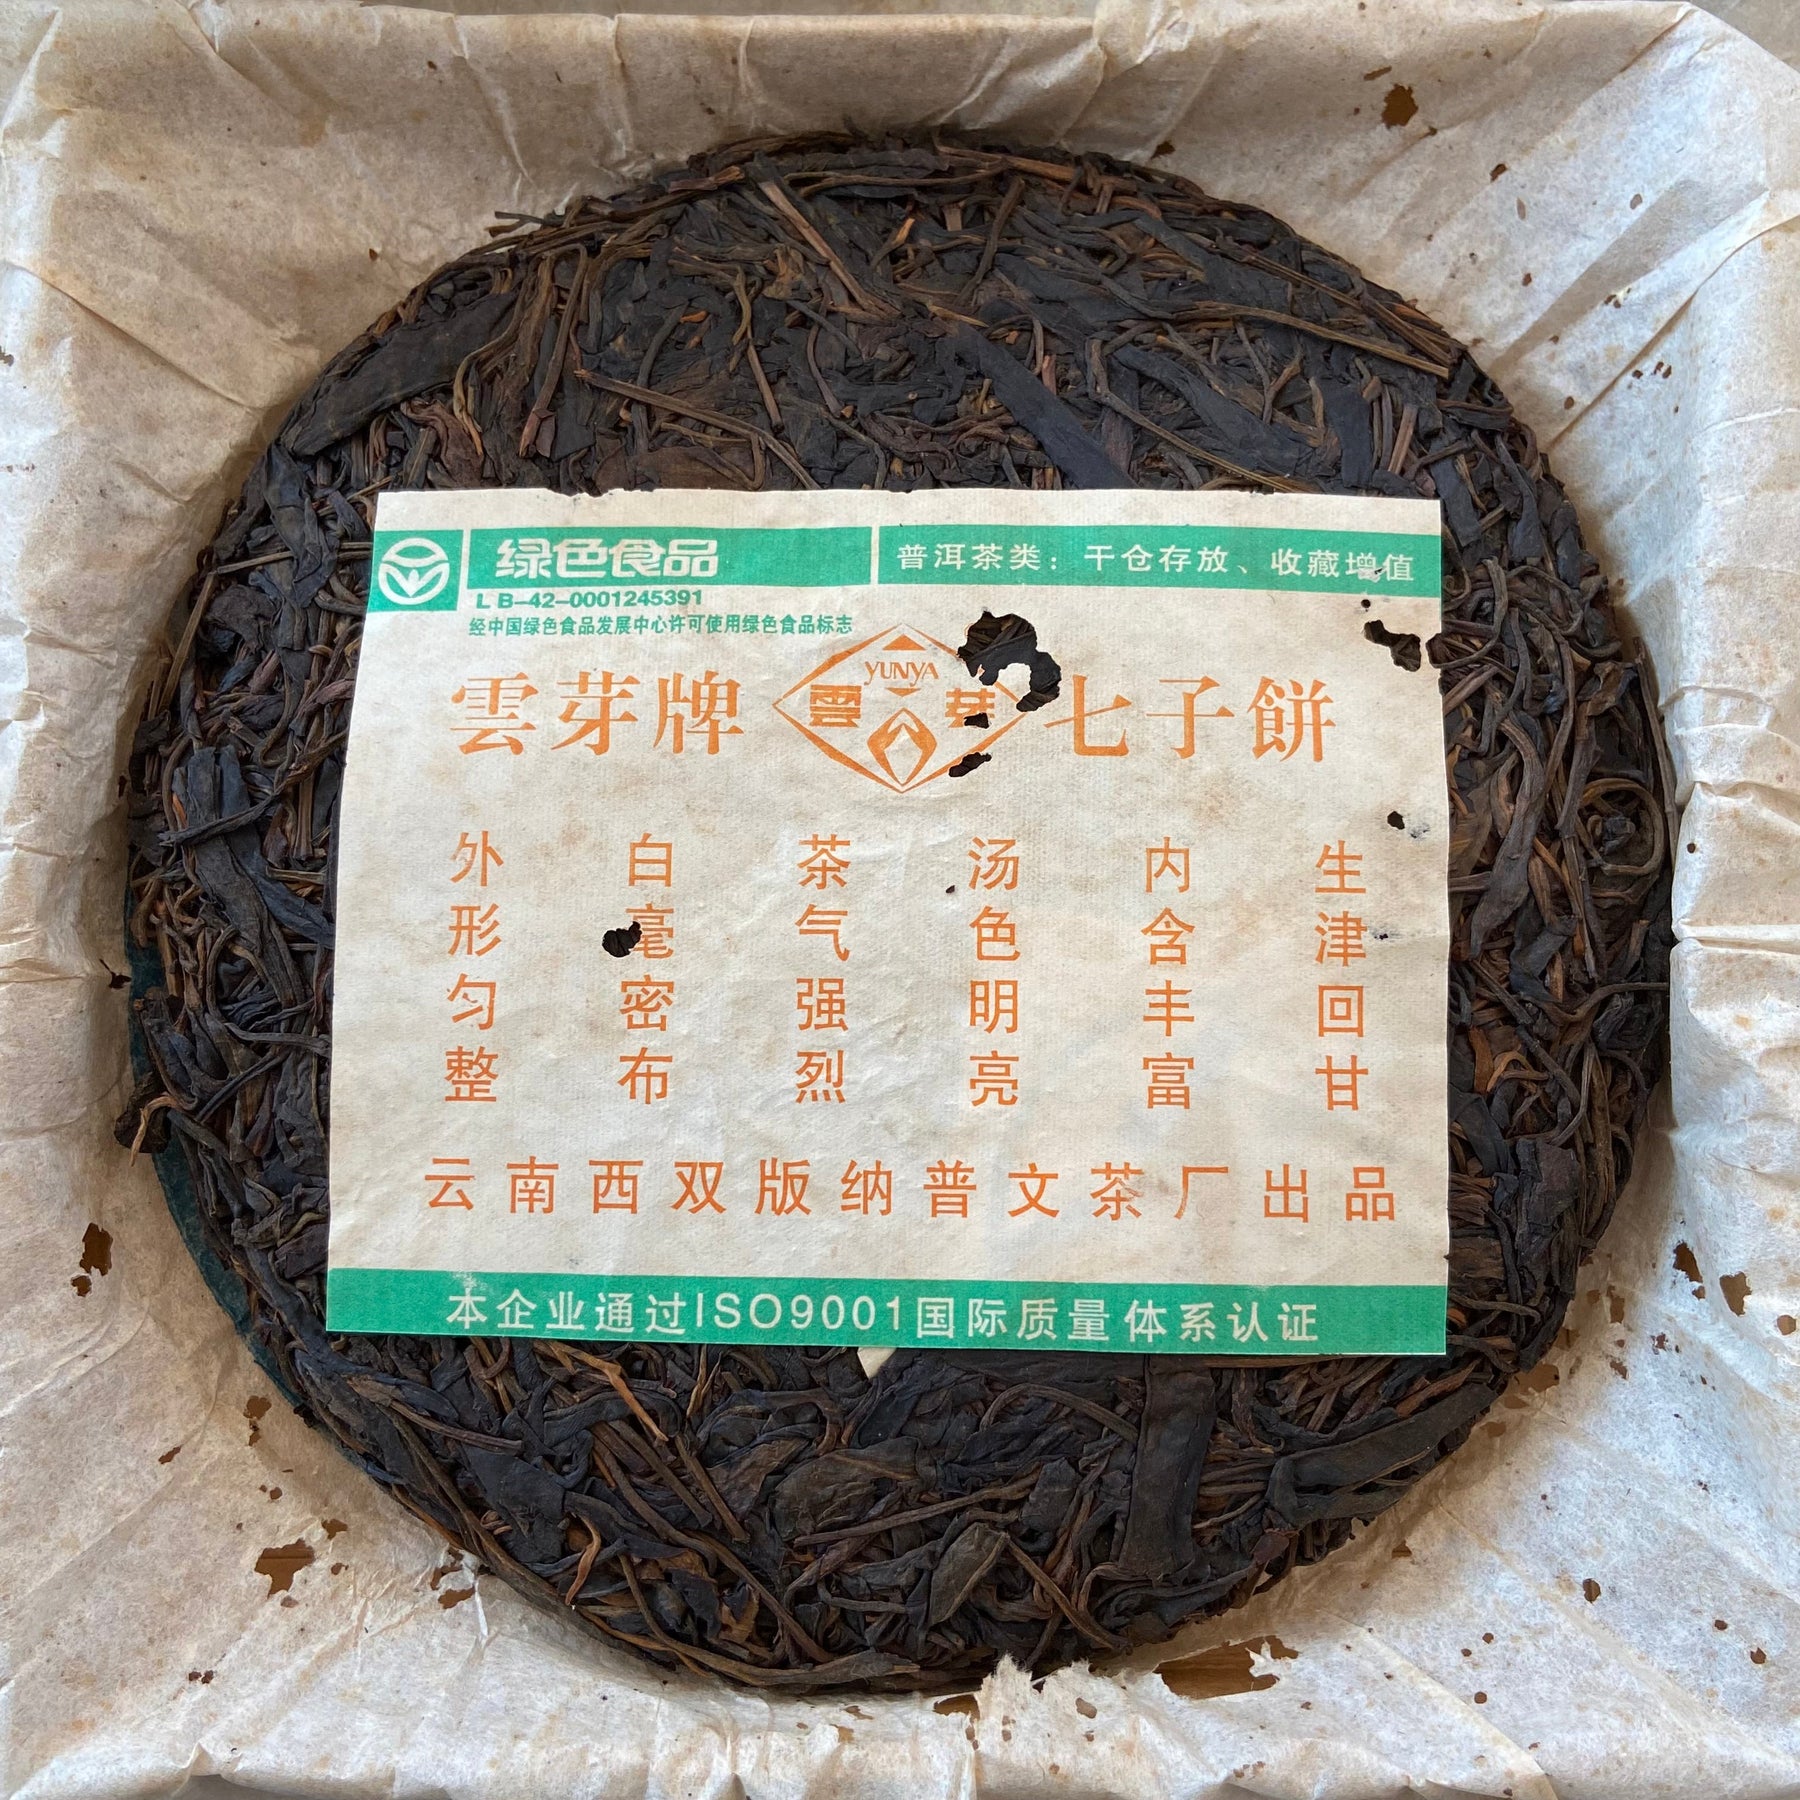 绿色食品
普洱茶类：干仓存放、收藏增值
LB-42-0001245391
经中国绿色食品发展中心许可使用绿色食品标志
雲芽牌
YUNYA
雲芽
七子餅
外形匀整
白毫密布
茶气强烈
汤色明亮
内含丰富
生津回甘
云南西双版纳普文茶厂出品
本企业通过ISO9001国际质量体系认证